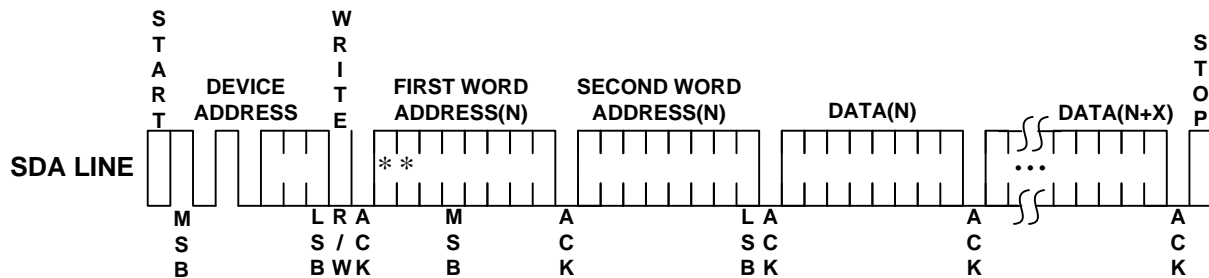 START
WRITE
STOP
DEVICE
ADDRESS
FIRST WORD
ADDRESS(N)
SECOND WORD
ADDRESS(N)
DATA(N)
DATA(N+X)
SDA LINE
* *
...
MSB
LSB
R/W
ACK
MSB
ACK
LSB
ACK
ACK
ACK